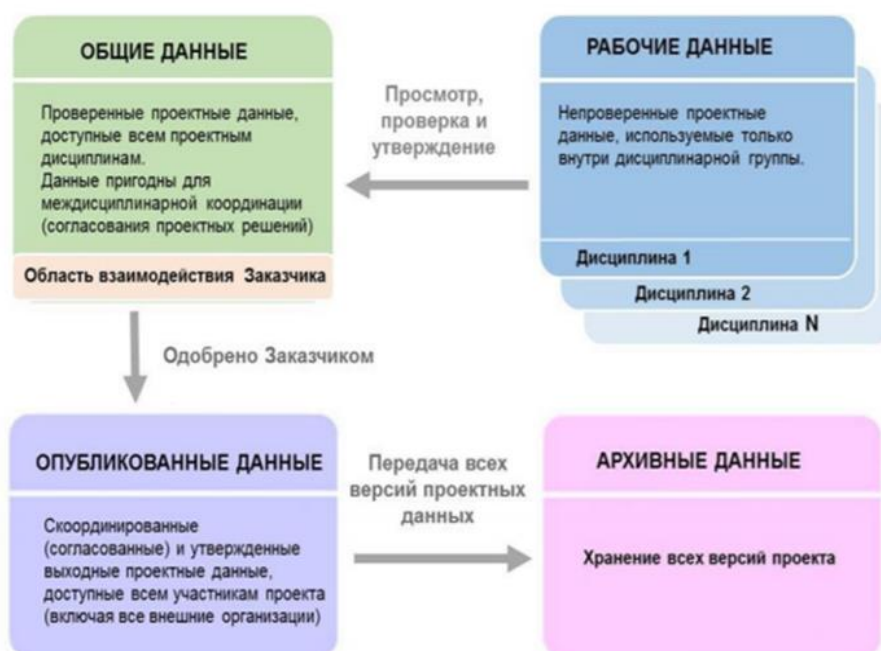 ОБЩИЕ ДАННЫЕ
Проверенные проектные данные,
доступные всем проектным
дисциплинам.
Данные пригодны для
междисциплинарной координации
(согласования проектных решений)
Область взаимодействия Заказчика
Просмотр,
проверка и
утверждение
РАБОЧИЕ ДАННЫЕ
Непроверенные проектные
данные, используемые только
внутри дисциплинарной группы.
Дисциплина 1
Дисциплина 2
Дисциплина N
Одобрено Заказчиком
ОПУБЛИКОВАННЫЕ ДАННЫЕ
Скоординированные
(согласованные) и утвержденные
выходные проектные данные,
доступные всем участникам проекта
(включая все внешние организации)
Передача всех
версий проектных
данных
АРХИВНЫЕ ДАННЫЕ
Хранение всех версий проекта